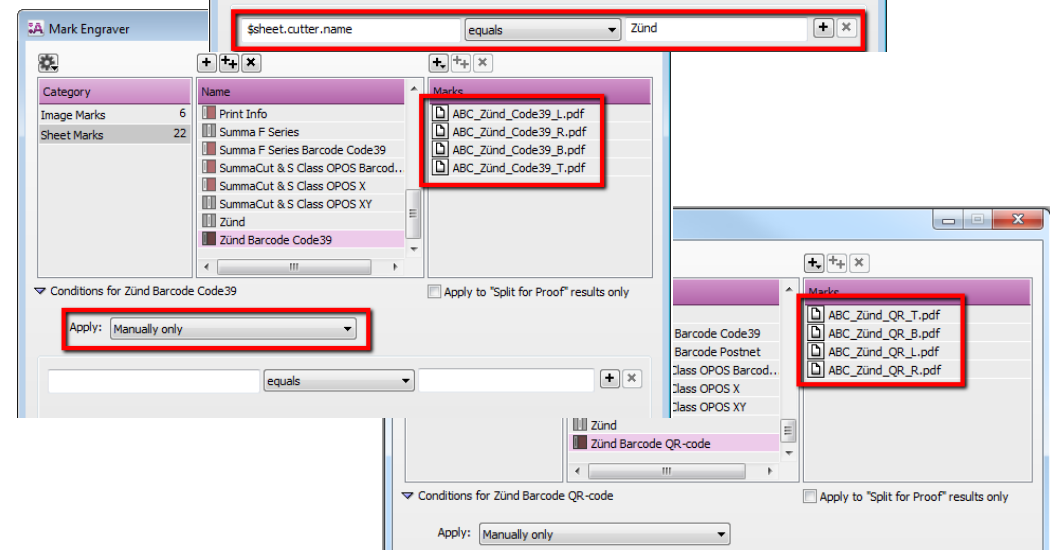 $sheet.cutter.name equals Zünd
Mark Engraver
Category
Image Marks 6
Sheet Marks 22
Name
Print Info
Summa F Series
Summa F Series Barcode Code39
SummaCut & S Class OPOS Barcod...
SummaCut & S Class OPOS X
SummaCut & S Class OPOS XY
Zünd
Zünd Barcode Code39
Marks
ABC_Zünd_Code39_L.pdf
ABC_Zünd_Code39_R.pdf
ABC_Zünd_Code39_B.pdf
ABC_Zünd_Code39_T.pdf
Conditions for Zünd Barcode Code39
Apply to "Split for Proof" results only
Apply: Manually only
equals
Barcode Code39
Barcode Postnet
Class OPOS Barcod...
Class OPOS X
Class OPOS XY
Zünd
Zünd Barcode QR-code
Marks
ABC_Zünd_QR_T.pdf
ABC_Zünd_QR_B.pdf
ABC_Zünd_QR_L.pdf
ABC_Zünd_QR_R.pdf
Conditions for Zünd Barcode QR-code
Apply to "Split for Proof" results only
Apply: Manually only